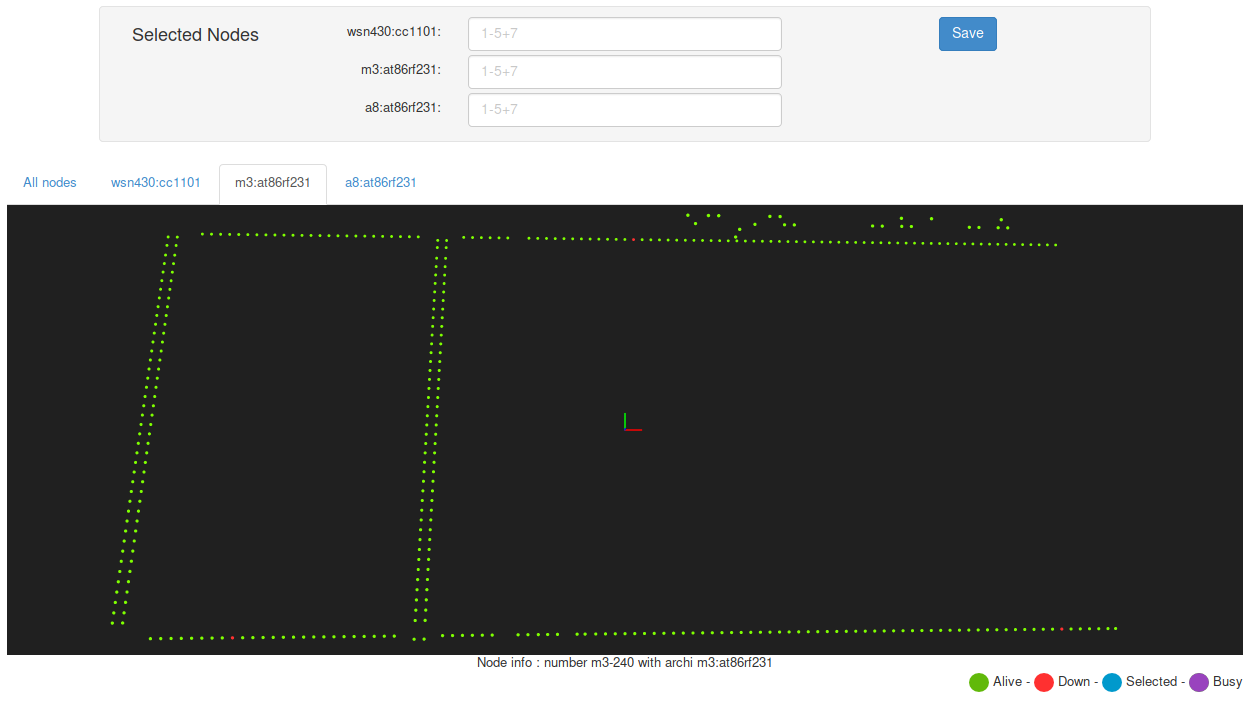 Selected Nodes
wsn430:cc1101:
1-5+7
Save
m3:at86rf231:
1-5+7
a8:at86rf231:
1-5+7
All nodes wsn430:cc1101 m3:at86rf231 a8:at86rf231
Node info : number m3-240 with archi m3:at86rf231
Alive - Down - Selected - Busy